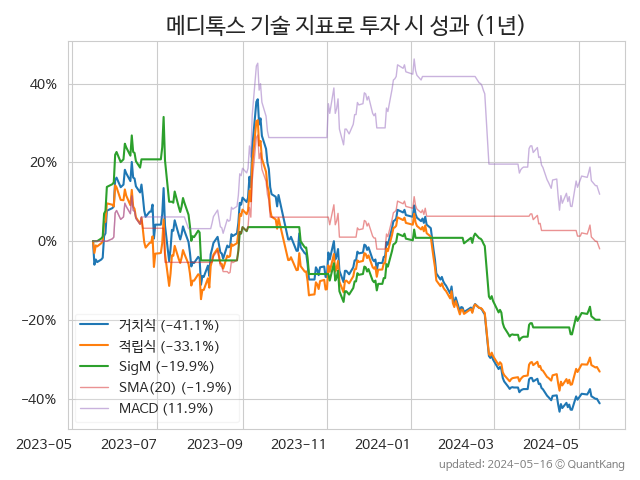 메디톡스 기술 지표로 투자 시 성과 (1년)
40%
20%
0%
−20%
−40%
거치식 (−41.1%)
적립식 (−33.1%)
SigM (−19.9%)
SMA(20) (−1.9%)
MACD (11.9%)
2023−05
2023−07
2023−09
2023−11
2024−01
2024−03
2024−05
updated: 2024−05−16 ⓒ QuantKang